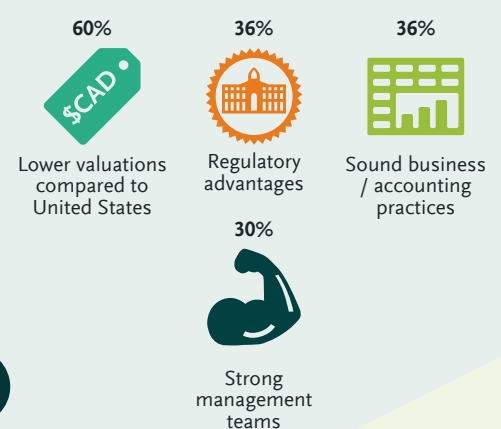 60%
36%
36%
$CAD
Lower valuations
compared to
United States
Regulatory
advantages
Sound business
/ accounting
practices
30%
Strong
management
teams